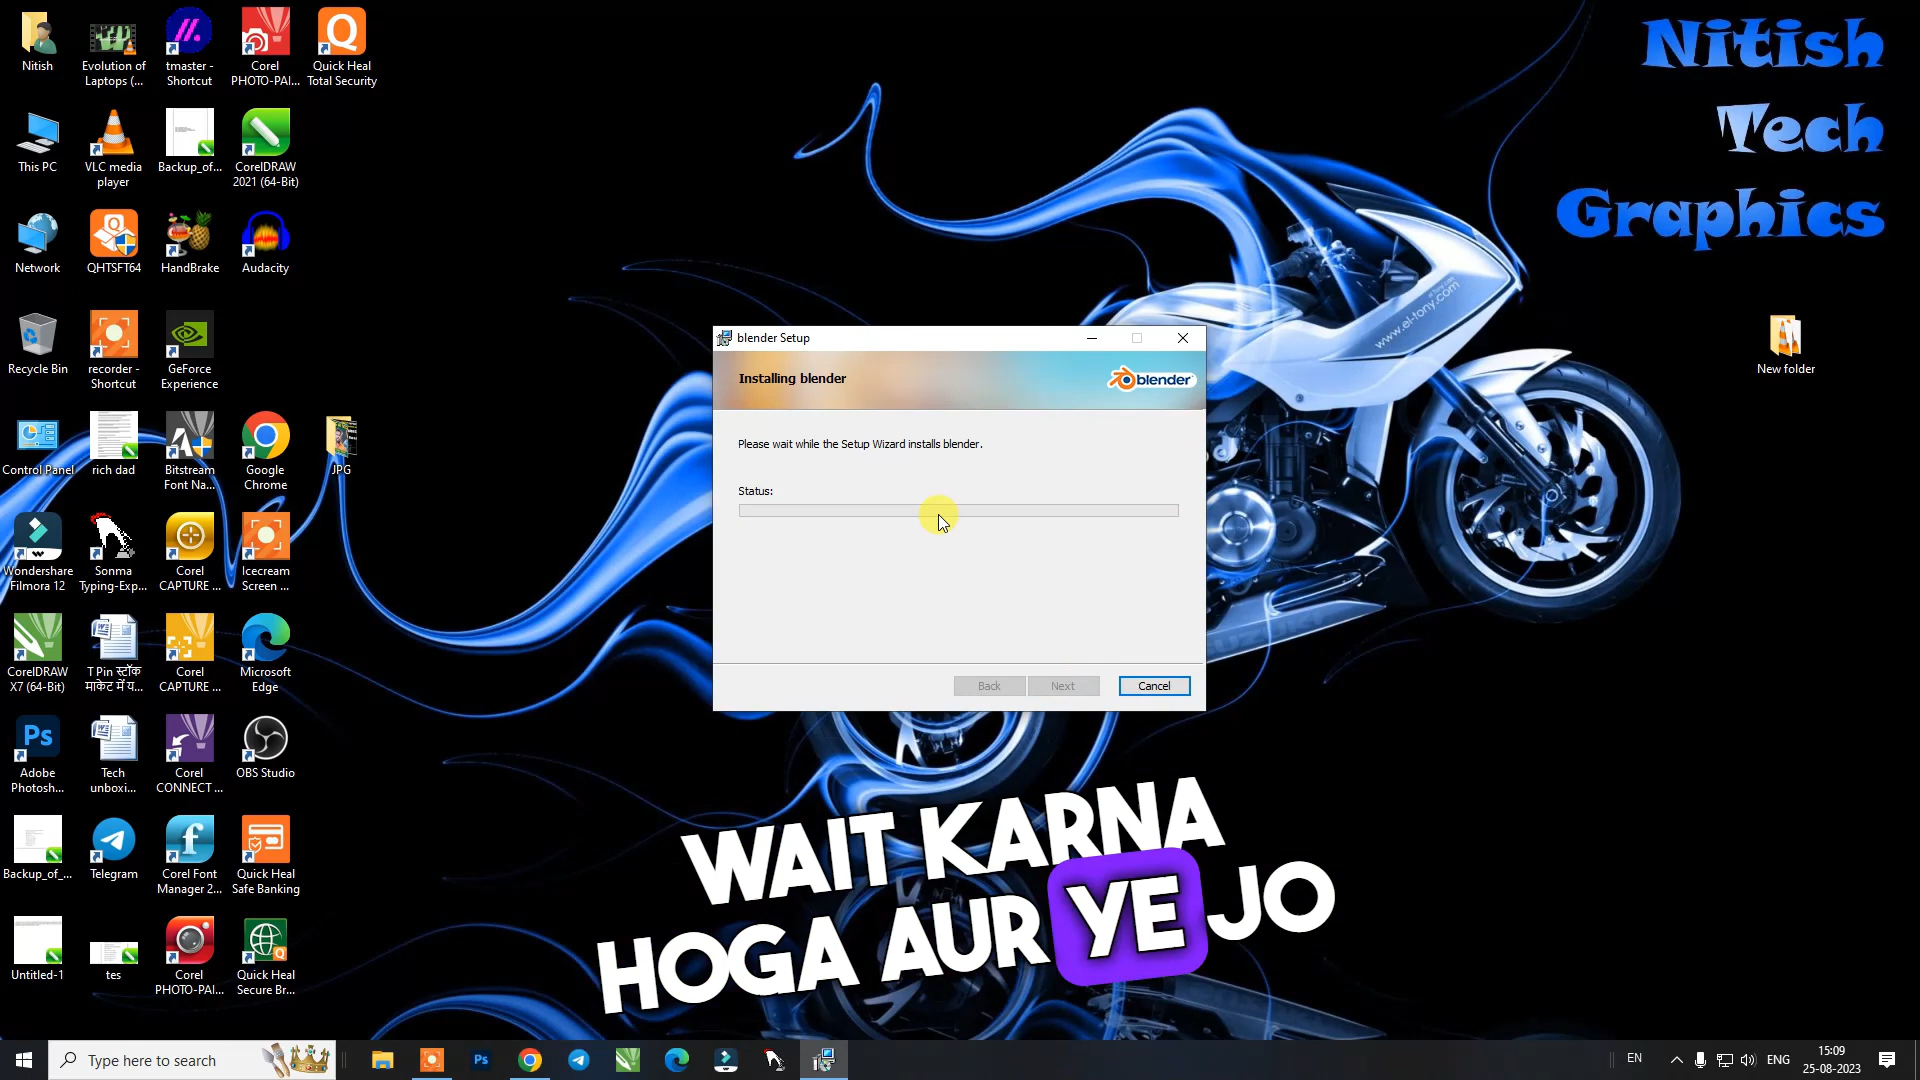 Nitish
Evolution of
Laptops (...
tmaster -
Shortcut
Corel
PHOTO-PAI...
Quick Heal
Total Security
This PC
VLC media
player
Backup_of...
CorelDRAW
2021 (64-Bit)
Network
QHTSFT64
HandBrake
Audacity
Recycle Bin
recorder -
Shortcut
GeForce
Experience
Control Panel
rich dad
Bitstream
Font Na...
Google
Chrome
JPG
Wondershare
Filmora 12
Sonma
Typing-Exp...
Corel
CAPTURE ...
Icecream
Screen ...
CorelDRAW
X7 (64-Bit)
T Pin स्टॉक
मार्केट में य...
Corel
CAPTURE ...
Microsoft
Edge
Ps
Adobe
Photosh...
Tech
unboxi...
Corel
CONNECT ...
OBS Studio
Backup_of_...
Telegram
Corel Font
Manager 2...
Quick Heal
Safe Banking
Untitled-1
tes
Corel
PHOTO-PAI...
Quick Heal
Secure Br...
Nitish
Tech
Graphics
New folder
www.el-tony.com
blender Setup
Installing blender
blender
Please wait while the Setup Wizard installs blender.
Status:
Back
Next
Cancel
WAIT KARNA
HOGA AUR YE JO
Type here to search
Ps
EN
ENG
15:09
25-08-2023